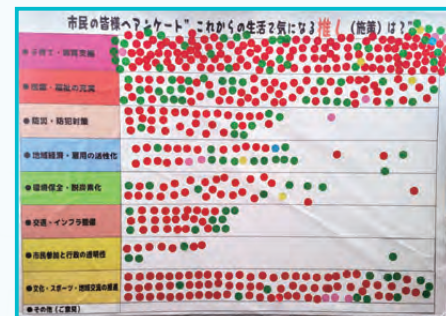 市民の皆様へアンケート"これからの生活で気になる推し(施策)は?
●子育て・教育支援
●医療・福祉の充実
●防災・防犯対策
●地域経済・雇用の活性化
●環境保全・脱炭素化
●交通・インフラ整備
●市民参加と行政の透明性
●文化・スポーツ・地域交流の推進
●その他(ご意見)